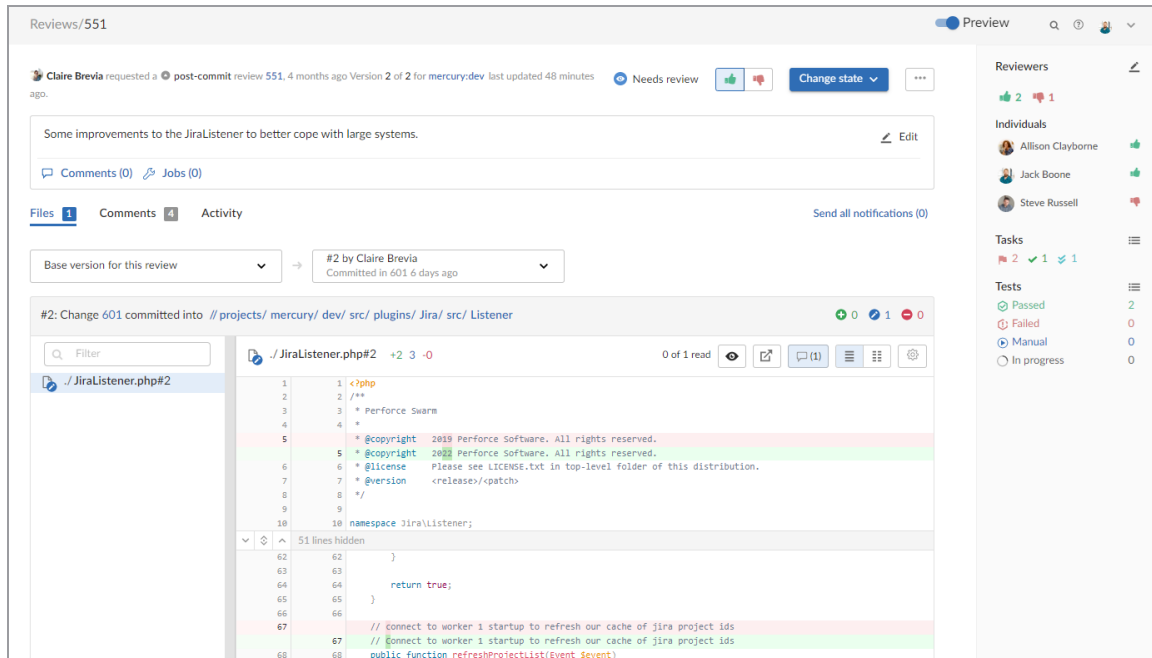 Reviews/551
Preview
Claire Brevia requested a post-commit review 551, 4 months ago Version 2 of 2 for mercury:dev last updated 48 minutes
ago.
Needs review
Change state
Some improvements to the JiraListener to better cope with large systems.
Edit
Comments (0) Jobs (0)
Files 1 Comments 4 Activity
Send all notifications (0)
Base version for this review
#2 by Claire Brevia
Committed in 601 6 days ago
#2: Change 601 committed into // projects/ mercury/ dev/ src/ plugins/ Jira/ src/ Listener
0 1 0
Filter
./ JiraListener.php#2
./ JiraListener.php#2 +2 3 -0
0 of 1 read
(1)
1 1 <?php
2 2 /**
3 3 * Perforce Swarm
4 4 *
5 * @copyright 2019 Perforce Software. All rights reserved.
5 * @copyright 2022 Perforce Software. All rights reserved.
6 6 * @license Please see LICENSE.txt in top-level folder of this distribution.
7 7 * @version <release>/<patch>
8 8 */
9 9
10 10 namespace Jira\Listener;
51 lines hidden
62 62 }
63 63
64 64 return true;
65 65 }
66 66
67 // connect to worker 1 startup to refresh our cache of jira project ids
67 // Connect to worker 1 startup to refresh our cache of jira project ids
68 68 public function refreshProjectList(Event $event)
Reviewers
2 1
Individuals
Allison Clayborne
Jack Boone
Steve Russell
Tasks
2 1 1
Tests
Passed 2
Failed 0
Manual 0
In progress 0